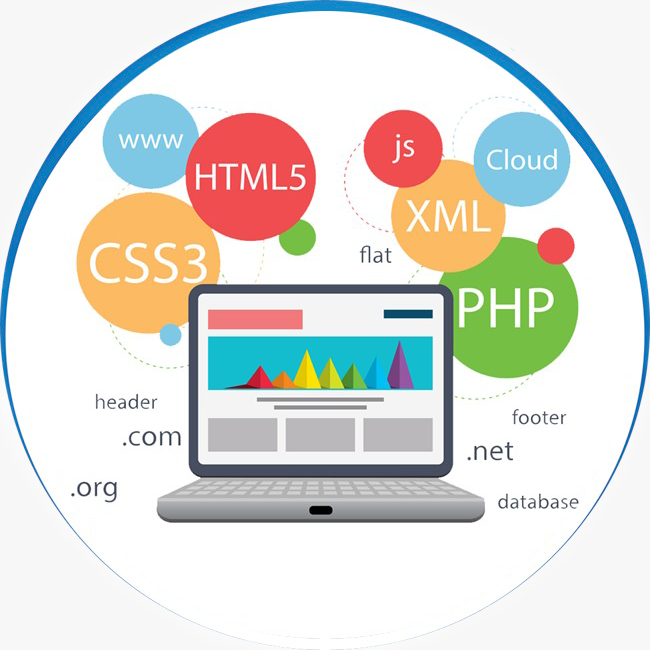 www
HTML5
js
Cloud
XML
CSS3
flat
PHP
header
footer
.com
.net
.org
database